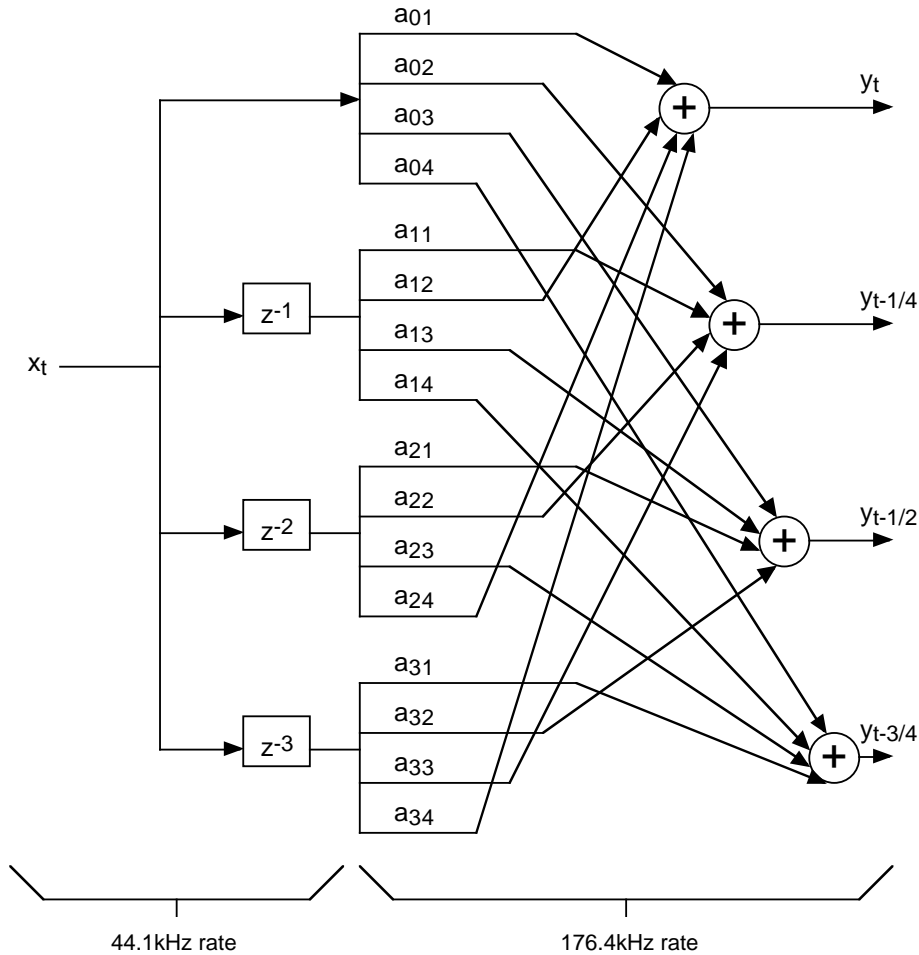 a01
a02
yt
a03
a04
a11
a12
z-1
yt-1/4
a13
xt
a14
a21
a22
z-2
yt-1/2
a23
a24
a31
a32
z-3
yt-3/4
a33
a34
44.1kHz rate
176.4kHz rate